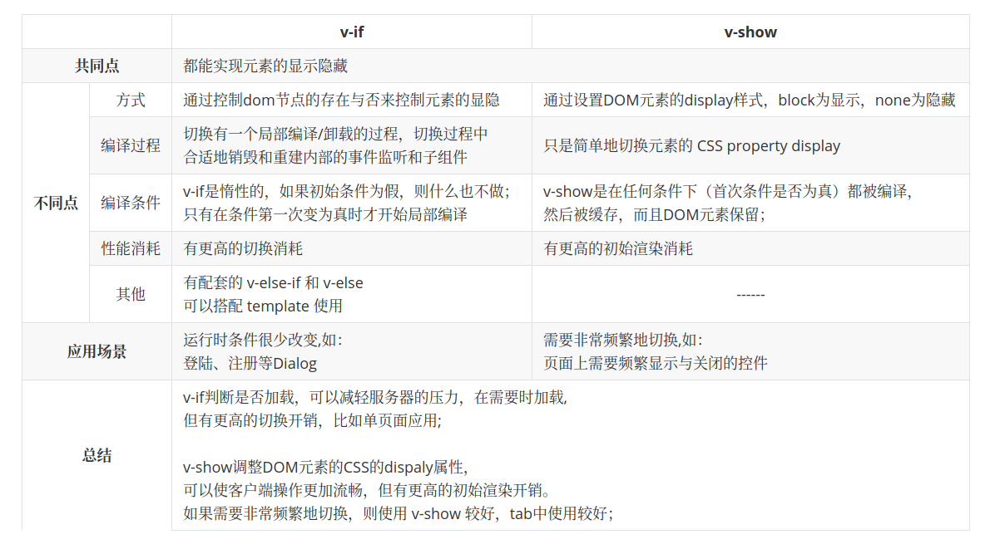 v-if
v-show
共同点
都能实现元素的显示隐藏
不同点
方式
通过控制dom节点的存在与否来控制元素的显隐
通过设置DOM元素的display样式，block为显示，none为隐藏
编译过程
切换有一个局部编译/卸载的过程，切换过程中
合适地销毁和重建内部的事件监听和子组件
只是简单地切换元素的 CSS property display
编译条件
v-if是惰性的，如果初始条件为假，则什么也不做；
只有在条件第一次变为真时才开始局部编译
v-show是在任何条件下（首次条件是否为真）都被编译，
然后被缓存，而且DOM元素保留；
性能消耗
有更高的切换消耗
有更高的初始渲染消耗
其他
有配套的 v-else-if 和 v-else
可以搭配 template 使用
------
应用场景
运行时条件很少改变,如：
登陆、注册等Dialog
需要非常频繁地切换,如：
页面上需要频繁显示与关闭的控件
总结
v-if判断是否加载，可以减轻服务器的压力，在需要时加载,
但有更高的切换开销，比如单页面应用;
v-show调整DOM元素的CSS的dispaly属性，
可以使客户端操作更加流畅，但有更高的初始渲染开销。
如果需要非常频繁地切换，则使用 v-show 较好，tab中使用较好；